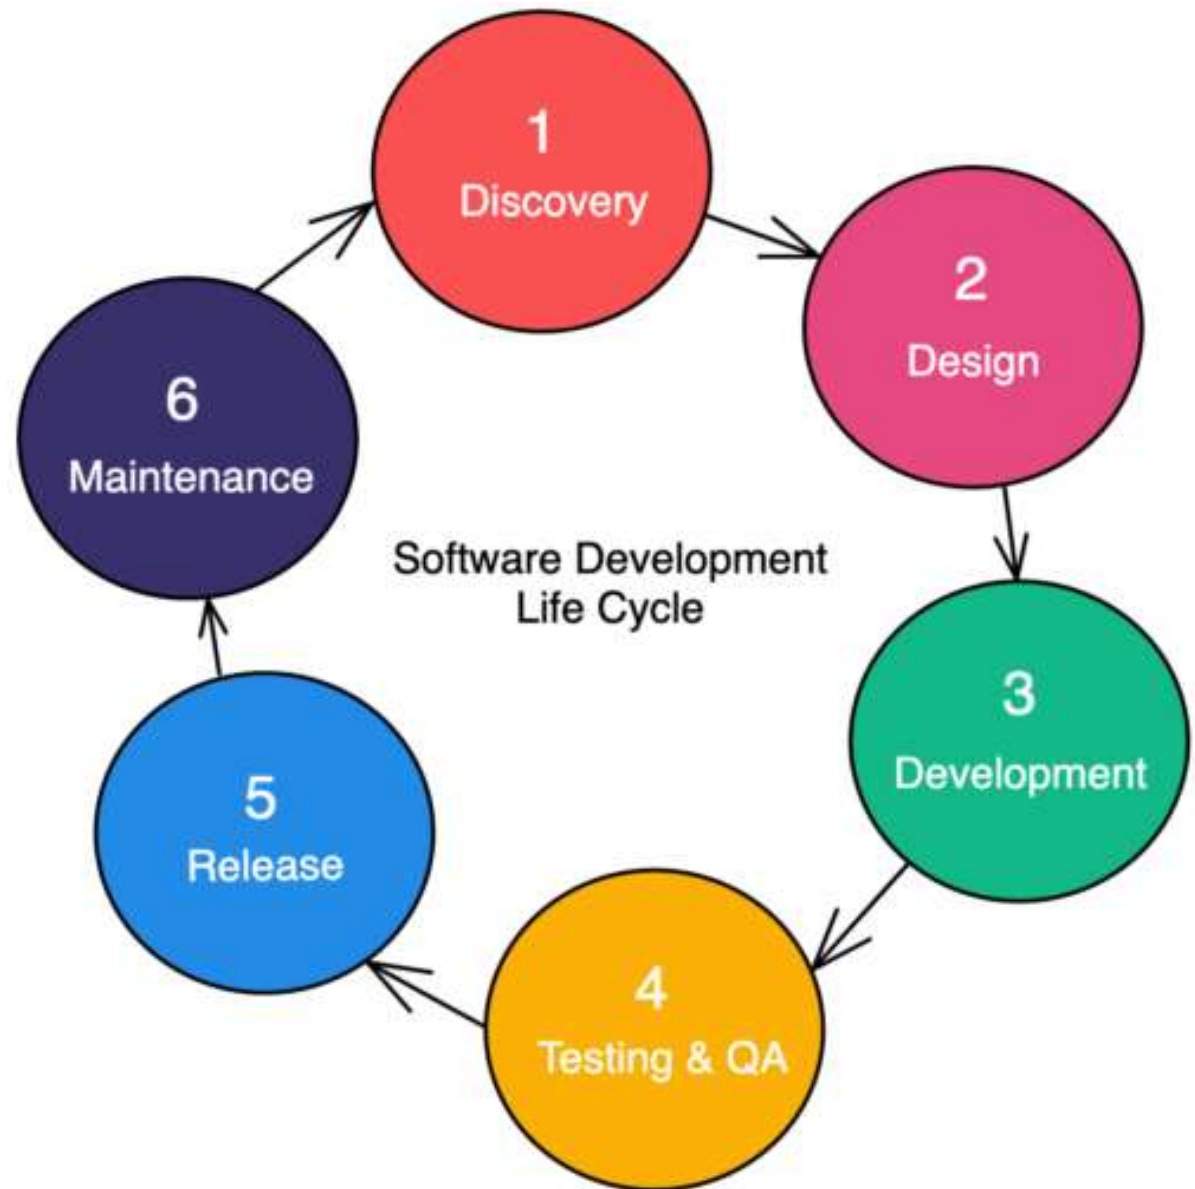 1
Discovery
2
Design
3
Development
4
Testing & QA
5
Release
6
Maintenance
Software Development
Life Cycle